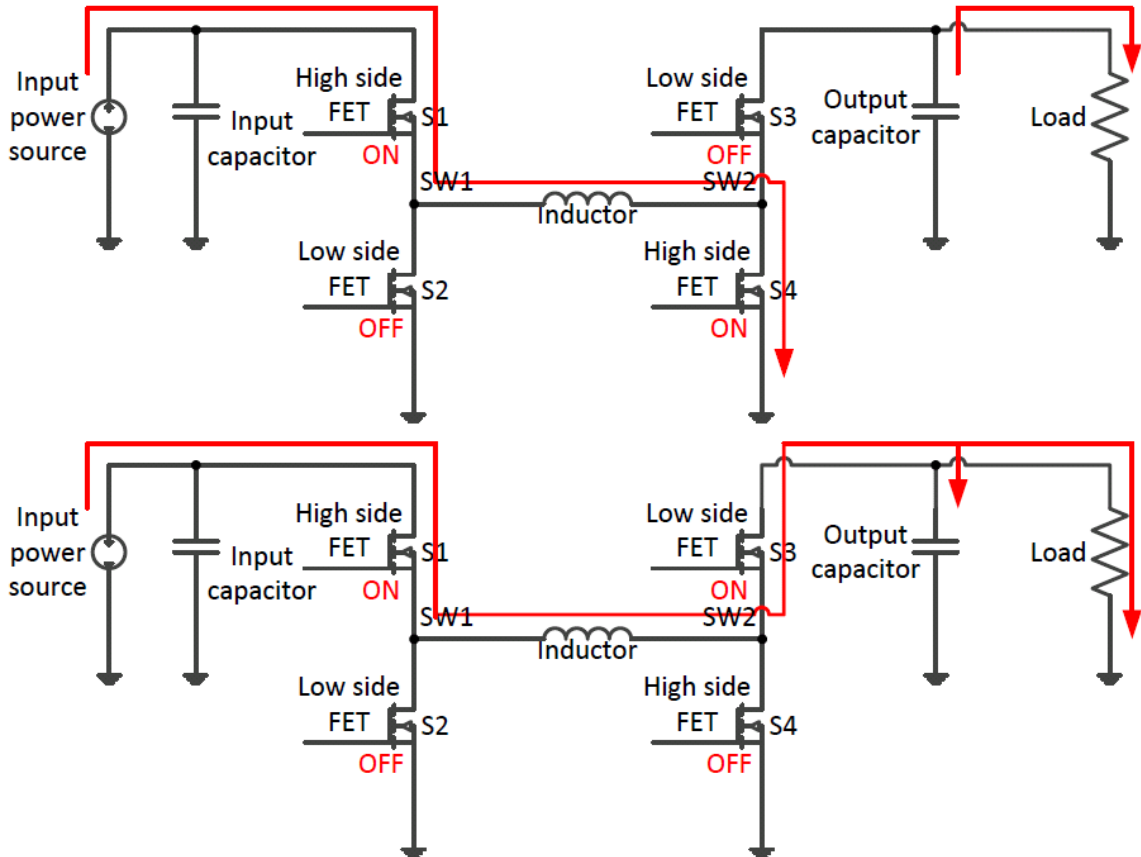 High side
Low side
Input
power
source
Input
capacitor
FET
S1
ON
FET
S3
OFF
Output
capacitor
Load
SW1
SW2
Inductor
Low side
FET
S2
OFF
High side
FET
S4
ON
High side
Low side
Input
power
source
Input
capacitor
FET
S1
ON
FET
S3
ON
Output
capacitor
Load
SW1
SW2
Inductor
Low side
FET
S2
OFF
High side
FET
S4
OFF